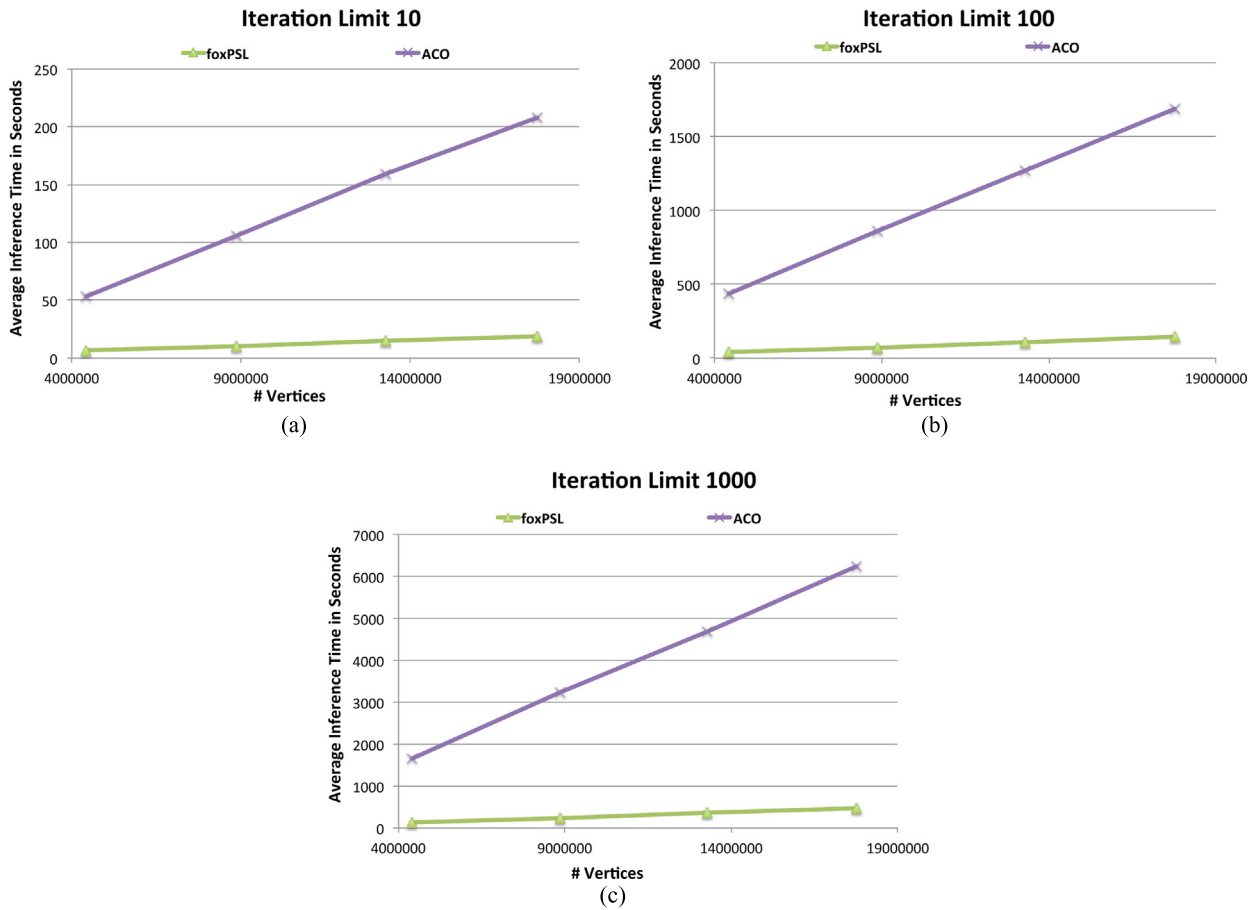 Iteration Limit 10
foxPSL ACO
Average Inference Time in Seconds
250
200
150
100
50
0
4000000 9000000 14000000 19000000
# Vertices
(a)
Iteration Limit 100
foxPSL ACO
Average Inference Time in Seconds
2000
1500
1000
500
0
4000000 9000000 14000000 19000000
# Vertices
(b)
Iteration Limit 1000
foxPSL ACO
Average Inference Time in Seconds
7000
6000
5000
4000
3000
2000
1000
0
4000000 9000000 14000000 19000000
# Vertices
(c)